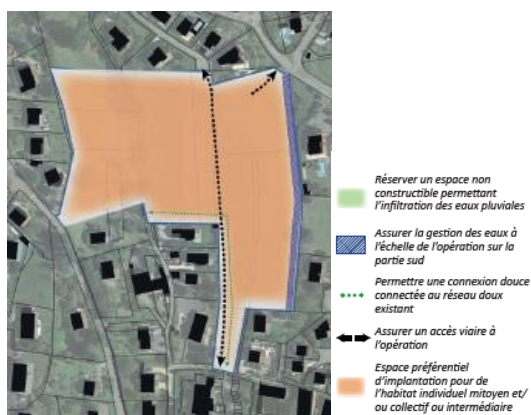 Réserver un espace non
constructible permettant
l'infiltration des eaux pluviales
Assurer la gestion des eaux à
l'échelle de l'opération sur la
partie sud
Permettre une connexion douce
connectée au réseau doux
existant
Assurer un accès viaire à
l'opération
Espace préférentiel
d'implantation pour de
l'habitat individuel mitoyen et/
ou collectif ou intermédiaire